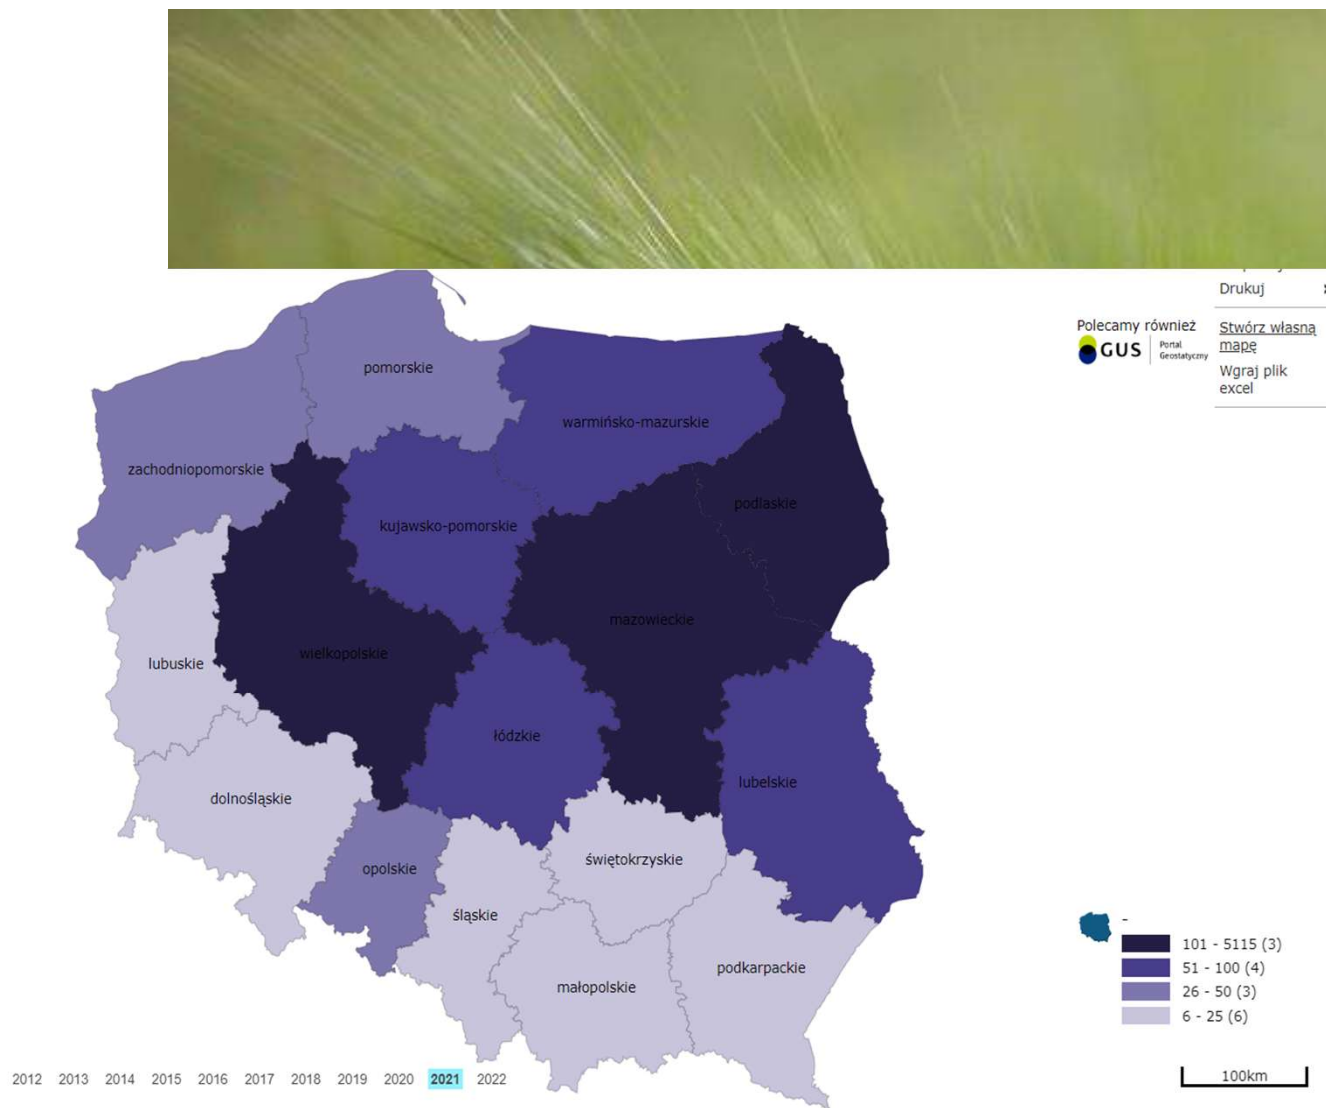 Drukuj
Polecamy również
GUS
Portal
Geostatyczny
Stwórz własną
mapę
Wgraj plik
excel
pomorskie
warmińsko-mazurskie
zachodniopomorskie
podlaskie
kujawsko-pomorskie
mazowieckie
wielkopolskie
lubuskie
łódzkie
lubelskie
dolnośląskie
świętokrzyskie
opolskie
śląskie
podkarpackie
małopolskie
-
101 - 5115 (3)
51 - 100 (4)
26 - 50 (3)
6 - 25 (6)
2012 2013 2014 2015 2016 2017 2018 2019 2020 2021 2022
100km